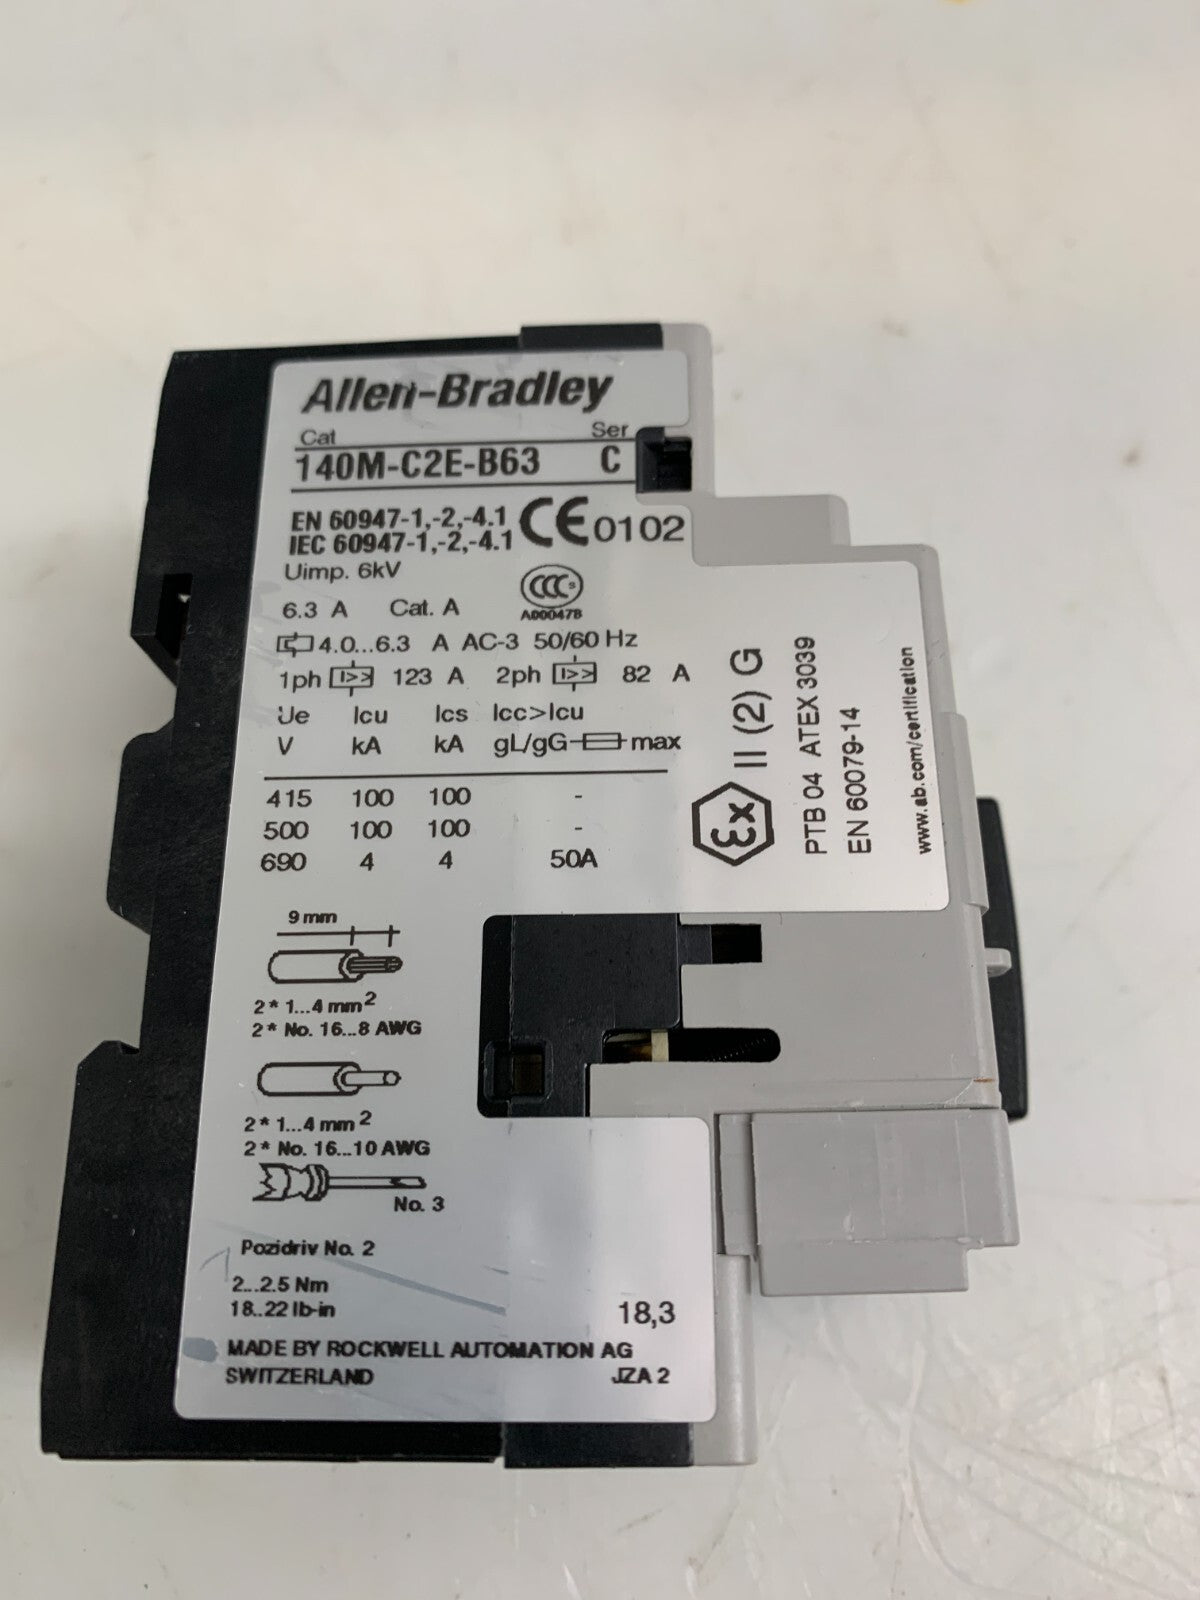 Allen-Bradley
Cat Ser
140M-C2E-B63 C
EN 60947-1,-2,-4.1
IEC 60947-1,-2,-4.1
CE 0102
Uimp. 6kV
CCC S
A00047B
6.3 A Cat. A
4.0...6.3 A AC-3 50/60 Hz
1ph I>> 123 A 2ph I>> 82 A
Ue Icu Ics Icc>Icu
V kA kA gL/gG max
415 100 100 -
500 100 100 -
690 4 4 50A
Ex II (2) G
PTB 04 ATEX 3039
EN 60079-14
www.ab.com/certification
9 mm
2* 1...4 mm²
2* No. 16...8 AWG
2* 1...4 mm²
2* No. 16...10 AWG
No. 3
Pozidriv No. 2
2...2.5 Nm
18..22 lb-in
18,3
MADE BY ROCKWELL AUTOMATION AG
SWITZERLAND JZA 2